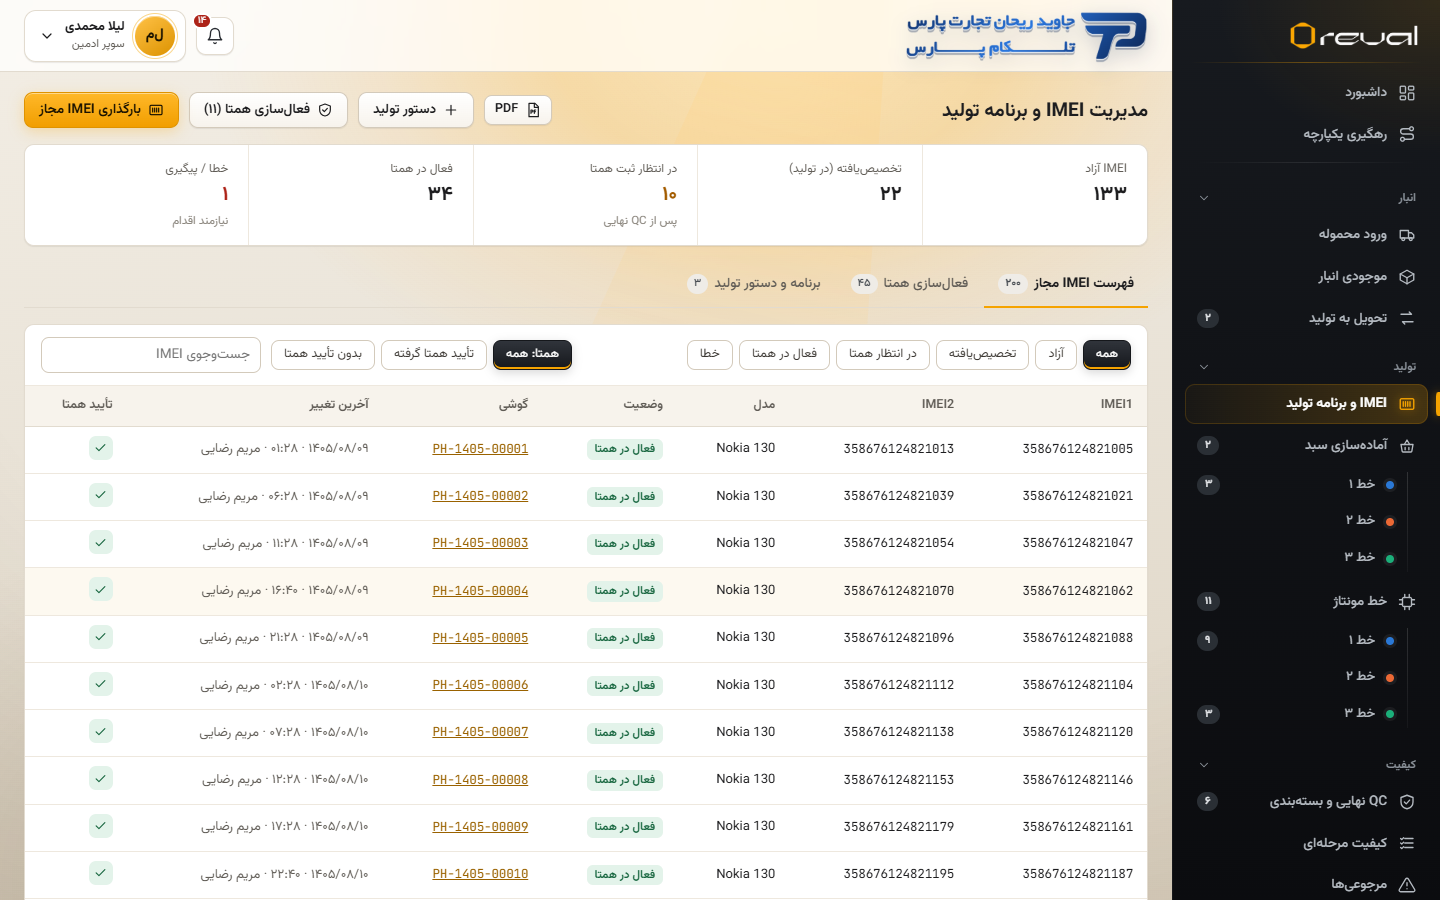 reval
داشبورد
رهگیری یکپارچه
انبار
ورود محموله
موجودی انبار
تحویل به تولید ۲
تولید
IMEI و برنامه تولید
آماده‌سازی سبد ۲
خط ۱ ۳
خط ۲
خط ۳
خط مونتاژ ۱۱
خط ۱ ۹
خط ۲
خط ۳ ۳
کیفیت
QC نهایی و بسته‌بندی ۶
کیفیت مرحله‌ای
مرجوعی‌ها
جاوید ریحان تجارت پارس
تلـکام پـارس
۱۴
لیلا محمدی
سوپر ادمین
ل‌م
مدیریت IMEI و برنامه تولید
PDF
دستور تولید
فعال‌سازی همتا (۱۱)
بارگذاری IMEI مجاز
IMEI آزاد
۱۳۳
تخصیص‌یافته (در تولید)
۲۲
در انتظار ثبت همتا
۱۰
پس از QC نهایی
فعال در همتا
۳۴
خطا / پیگیری
۱
نیازمند اقدام
فهرست IMEI مجاز ۲۰۰
فعال‌سازی همتا ۴۵
برنامه و دستور تولید ۳
همه آزاد تخصیص‌یافته در انتظار همتا فعال در همتا خطا
همتا: همه تأیید همتا گرفته بدون تأیید همتا
جست‌وجوی IMEI
IMEI1 IMEI2 مدل وضعیت گوشی آخرین تغییر تأیید همتا
358676124821005 358676124821013 Nokia 130 فعال در همتا PH-1405-00001 ۱۴۰۵/۰۸/۰۹ · ۰۱:۲۸ · مریم رضایی
358676124821021 358676124821039 Nokia 130 فعال در همتا PH-1405-00002 ۱۴۰۵/۰۸/۰۹ · ۰۶:۲۸ · مریم رضایی
358676124821047 358676124821054 Nokia 130 فعال در همتا PH-1405-00003 ۱۴۰۵/۰۸/۰۹ · ۱۱:۲۸ · مریم رضایی
358676124821062 358676124821070 Nokia 130 فعال در همتا PH-1405-00004 ۱۴۰۵/۰۸/۰۹ · ۱۶:۴۰ · مریم رضایی
358676124821088 358676124821096 Nokia 130 فعال در همتا PH-1405-00005 ۱۴۰۵/۰۸/۰۹ · ۲۱:۲۸ · مریم رضایی
358676124821104 358676124821112 Nokia 130 فعال در همتا PH-1405-00006 ۱۴۰۵/۰۸/۱۰ · ۰۲:۲۸ · مریم رضایی
358676124821120 358676124821138 Nokia 130 فعال در همتا PH-1405-00007 ۱۴۰۵/۰۸/۱۰ · ۰۷:۲۸ · مریم رضایی
358676124821146 358676124821153 Nokia 130 فعال در همتا PH-1405-00008 ۱۴۰۵/۰۸/۱۰ · ۱۲:۲۸ · مریم رضایی
358676124821161 358676124821179 Nokia 130 فعال در همتا PH-1405-00009 ۱۴۰۵/۰۸/۱۰ · ۱۷:۲۸ · مریم رضایی
358676124821187 358676124821195 Nokia 130 فعال در همتا PH-1405-00010 ۱۴۰۵/۰۸/۱۰ · ۲۲:۴۰ · مریم رضایی